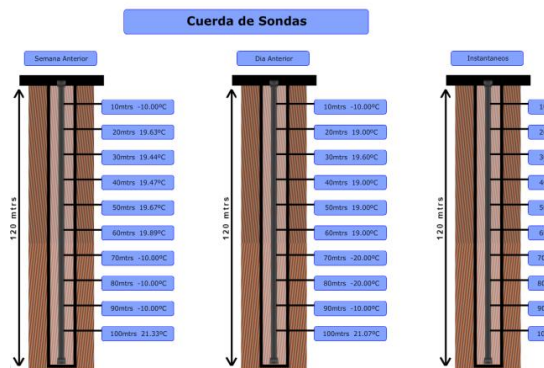 Cuerda de Sondas
Semana Anterior
120 mtrs
10mtrs -10.00ºC
20mtrs 19.63ºC
30mtrs 19.44ºC
40mtrs 19.47ºC
50mtrs 19.67ºC
60mtrs 19.89ºC
70mtrs -10.00ºC
80mtrs -10.00ºC
90mtrs -10.00ºC
100mtrs 21.33ºC
Dia Anterior
120 mtrs
10mtrs -10.00ºC
20mtrs 19.00ºC
30mtrs 19.60ºC
40mtrs 19.00ºC
50mtrs 19.00ºC
60mtrs 19.00ºC
70mtrs -20.00ºC
80mtrs -20.00ºC
90mtrs -10.00ºC
100mtrs 21.07ºC
Instantaneos
120 mtrs